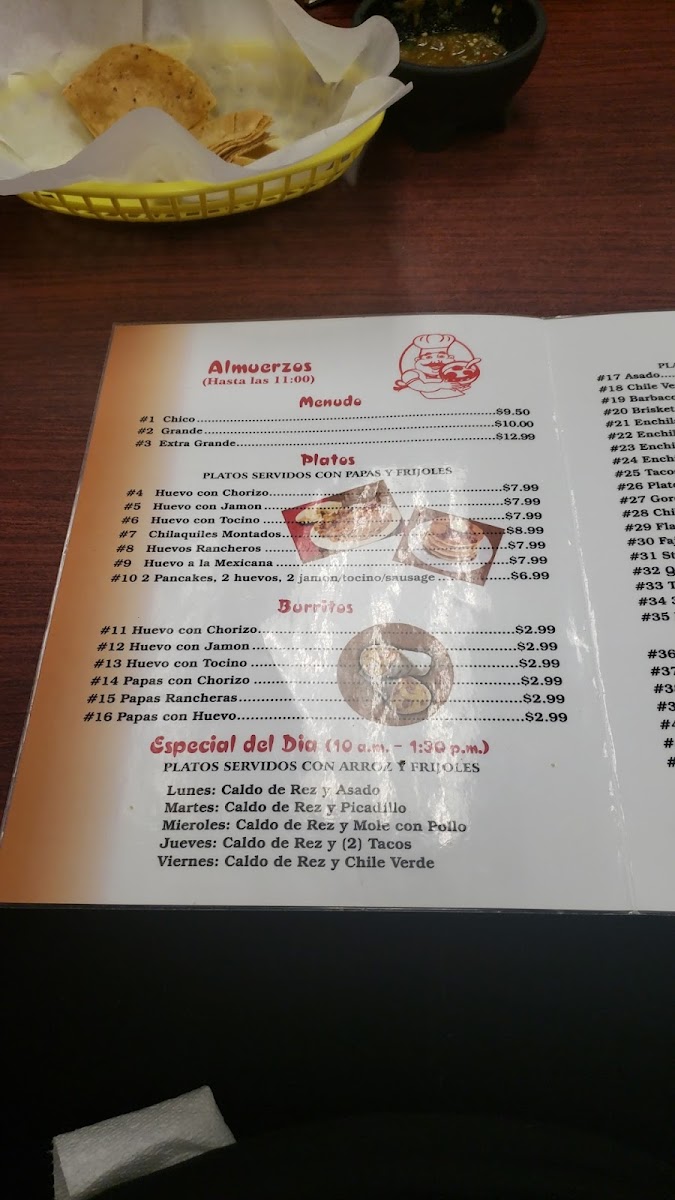 Almuerzos
(Hasta las 11:00)
Menudo
#1 Chico........$9.50
#2 Grande........$10.00
#3 Extra Grande........$12.99
Platos
PLATOS SERVIDOS CON PAPAS Y FRIJOLES
#4 Huevo con Chorizo........$7.99
#5 Huevo con Jamon........$7.99
#6 Huevo con Tocino........$7.99
#7 Chilaquiles Montados........$8.99
#8 Huevos Rancheros........$7.99
#9 Huevo a la Mexicana........$7.99
#10 2 Pancakes, 2 huevos, 2 jamon/tocino/sausage........$6.99
Burritos
#11 Huevo con Chorizo........$2.99
#12 Huevo con Jamon........$2.99
#13 Huevo con Tocino........$2.99
#14 Papas con Chorizo........$2.99
#15 Papas Rancheras........$2.99
#16 Papas con Huevo........$2.99
Especial del Dia (10 a.m. - 1:30 p.m.)
PLATOS SERVIDOS CON ARROZ Y FRIJOLES
Lunes: Caldo de Rez y Asado
Martes: Caldo de Rez y Picadillo
Mieroles: Caldo de Rez y Mole con Pollo
Jueves: Caldo de Rez y (2) Tacos
Viernes: Caldo de Rez y Chile Verde
#17 Asado
#18 Chile Ve
#19 Barbaco
#20 Brisket
#21 Enchil
#22 Enchil
#23 Enchi
#24 Ench
#25 Taco
#26 Plat
#27 Gor
#28 Chi
#29 Fla
#30 Faj
#31 St
#32
#33 T
#34
#35
#36
#37